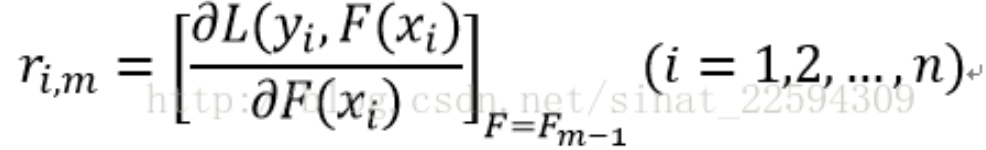 r_{i,m} = [∂L(y_i, F(x_i) / ∂F(x_i)]_{F=F_{m-1}} (i = 1,2, ..., n)↵
http://blog.csdn.net/sinat_22594309